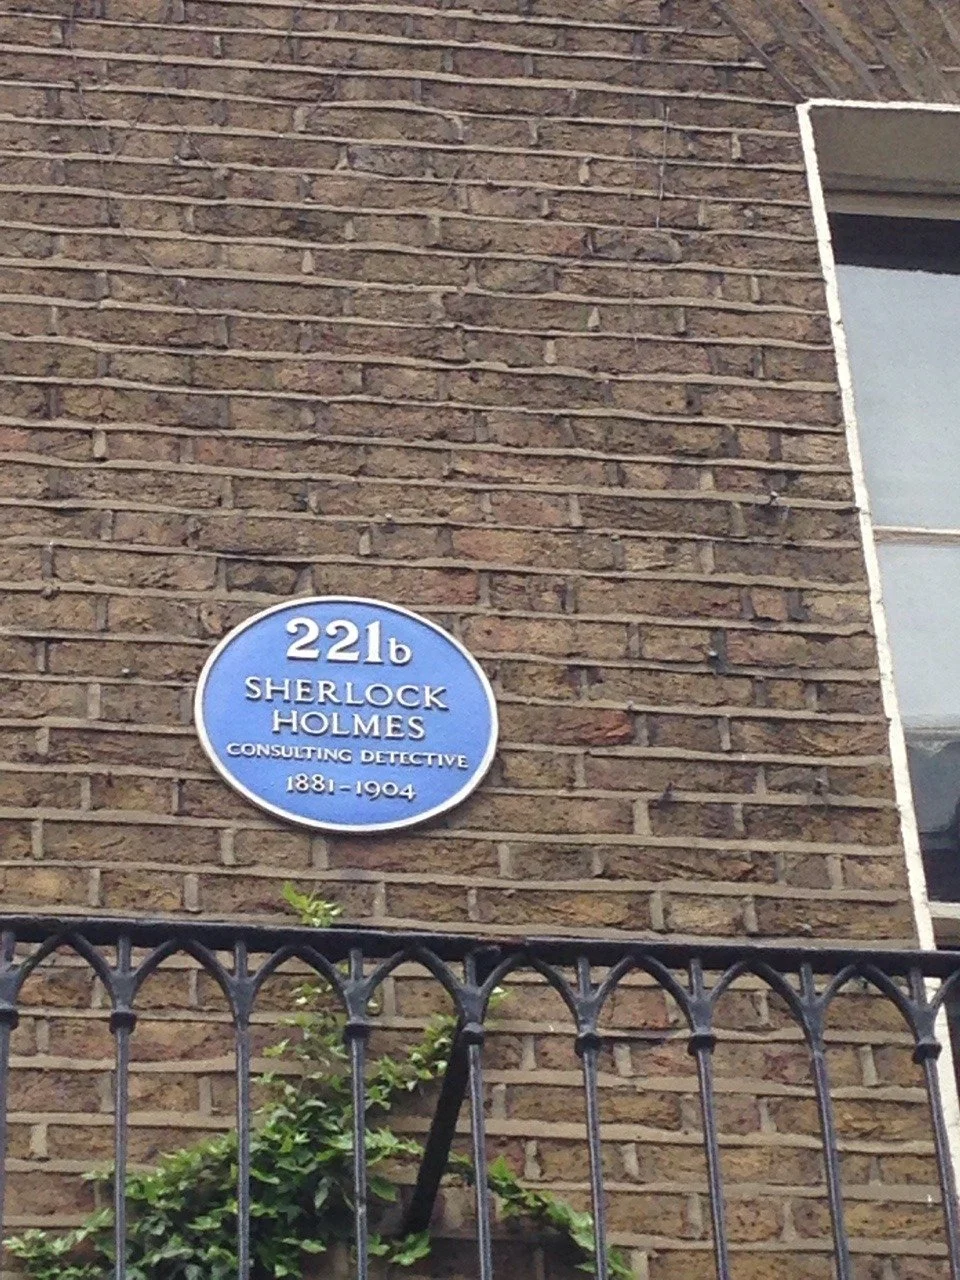 221b
SHERLOCK
HOLMES
CONSULTING DETECTIVE
1881-1904